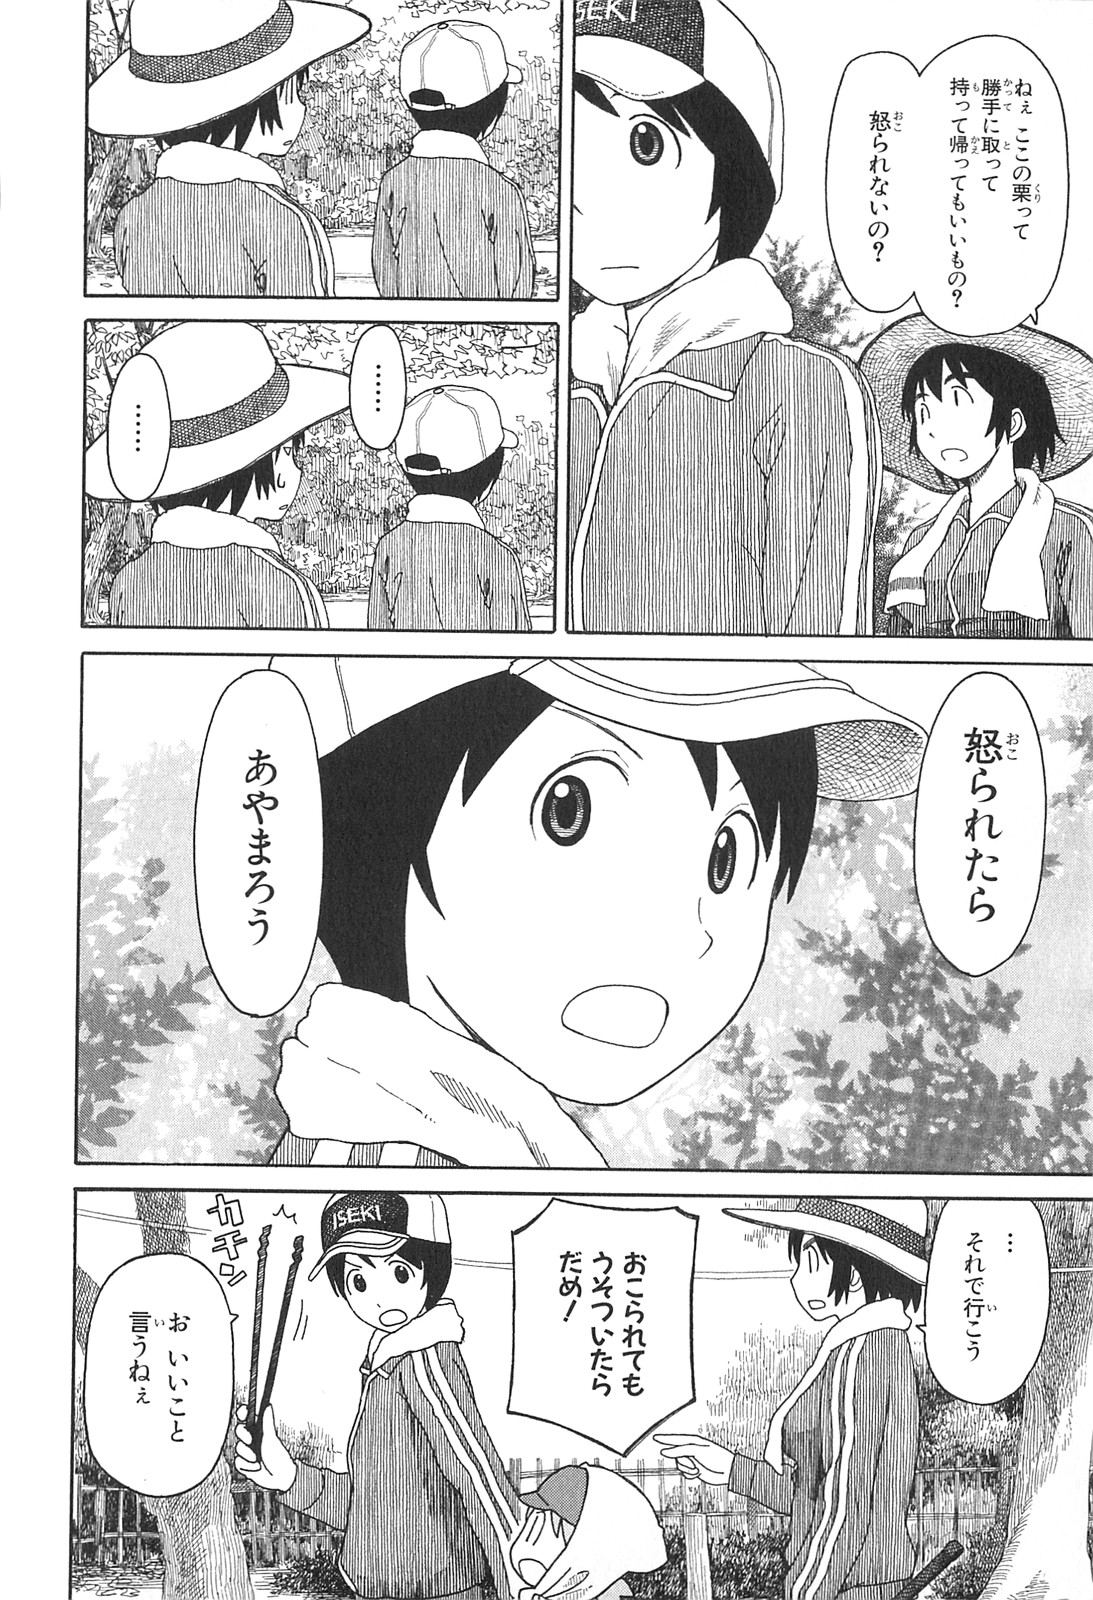 ねぇ ここの栗って
勝手に取って
持って帰ってもいいもの?
怒られないの?
ISEKI
……
……
怒られたら
あやまろう
…
それで行こう
おこられても
うそついたら
だめ!
ISEKI
カチン
お いいこと
言うねぇ